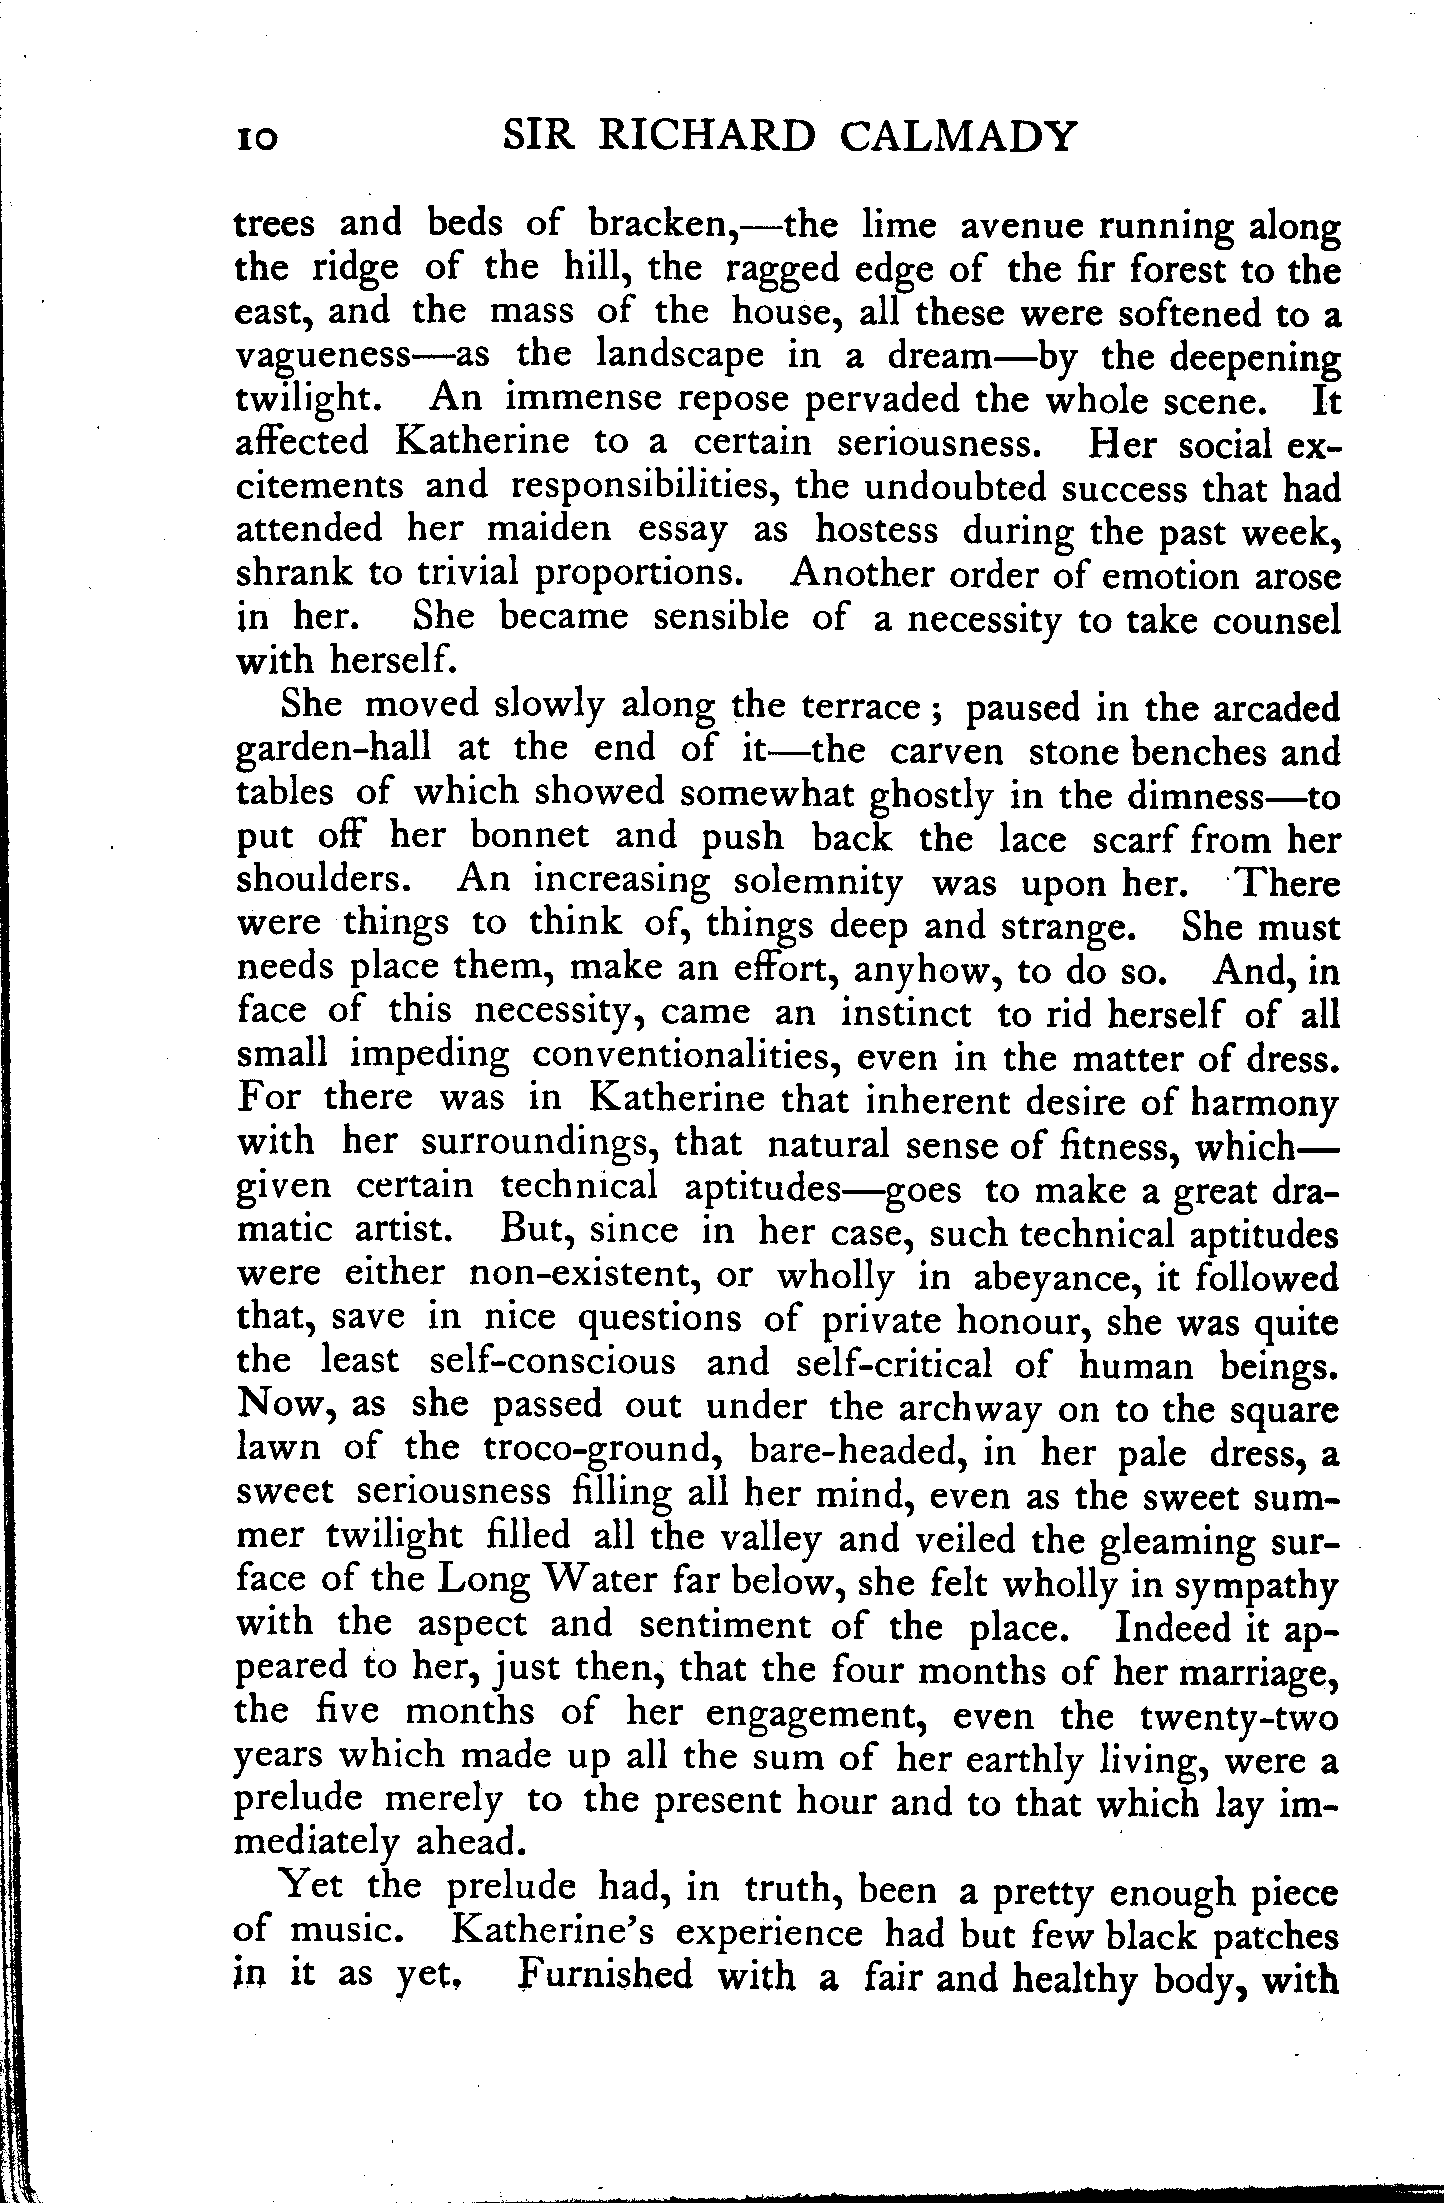 10 SIR RICHARD CALMADY
trees and beds of bracken,—the lime avenue running along
the ridge of the hill, the ragged edge of the fir forest to the
east, and the mass of the house, all these were softened to a
vagueness—as the landscape in a dream—by the deepening
twilight. An immense repose pervaded the whole scene. It
affected Katherine to a certain seriousness. Her social ex-
citements and responsibilities, the undoubted success that had
attended her maiden essay as hostess during the past week,
shrank to trivial proportions. Another order of emotion arose
in her. She became sensible of a necessity to take counsel
with herself.
She moved slowly along the terrace ; paused in the arcaded
garden-hall at the end of it—the carven stone benches and
tables of which showed somewhat ghostly in the dimness—to
put off her bonnet and push back the lace scarf from her
shoulders. An increasing solemnity was upon her. There
were things to think of, things deep and strange. She must
needs place them, make an effort, anyhow, to do so. And, in
face of this necessity, came an instinct to rid herself of all
small impeding conventionalities, even in the matter of dress.
For there was in Katherine that inherent desire of harmony
with her surroundings, that natural sense of fitness, which—
given certain technical aptitudes—goes to make a great dra-
matic artist. But, since in her case, such technical aptitudes
were either non-existent, or wholly in abeyance, it followed
that, save in nice questions of private honour, she was quite
the least self-conscious and self-critical of human beings.
Now, as she passed out under the archway on to the square
lawn of the troco-ground, bare-headed, in her pale dress, a
sweet seriousness filling all her mind, even as the sweet sum-
mer twilight filled all the valley and veiled the gleaming sur-
face of the Long Water far below, she felt wholly in sympathy
with the aspect and sentiment of the place. Indeed it ap-
peared to her, just then, that the four months of her marriage,
the five months of her engagement, even the twenty-two
years which made up all the sum of her earthly living, were a
prelude merely to the present hour and to that which lay im-
mediately ahead.
Yet the prelude had, in truth, been a pretty enough piece
of music. Katherine's experience had but few black patches
in it as yet. Furnished with a fair and healthy body, with